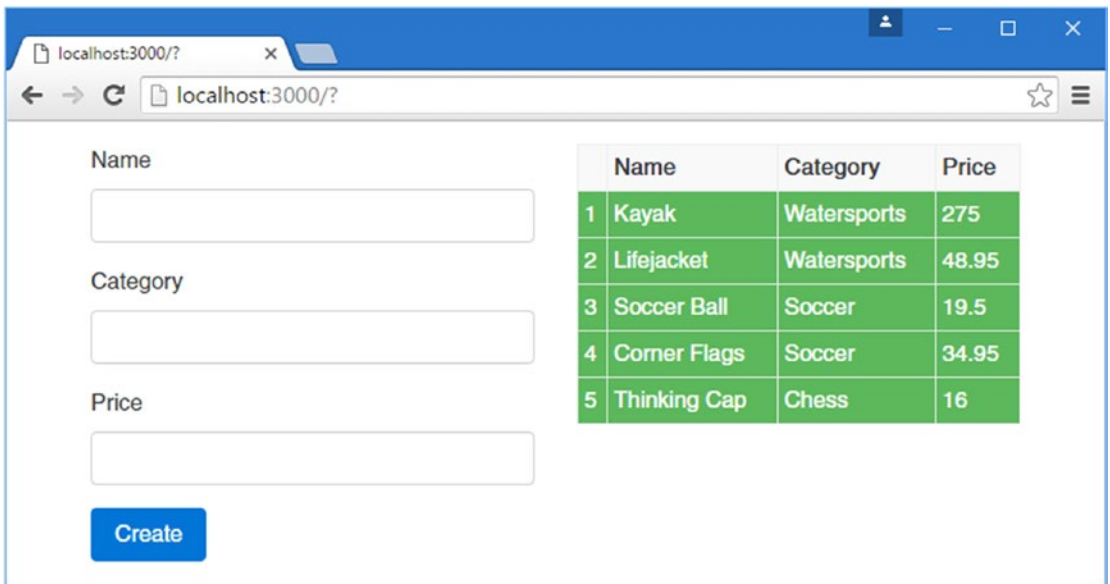 localhost:3000/?
localhost:3000/?
Name
Category
Price
Create
Name Category Price
1 Kayak Watersports 275
2 Lifejacket Watersports 48.95
3 Soccer Ball Soccer 19.5
4 Corner Flags Soccer 34.95
5 Thinking Cap Chess 16